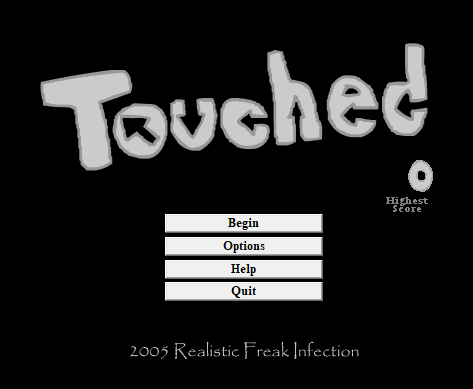 Touched
0
Highest
Score
Begin
Options
Help
Quit
2005 Realistic Freak Infection